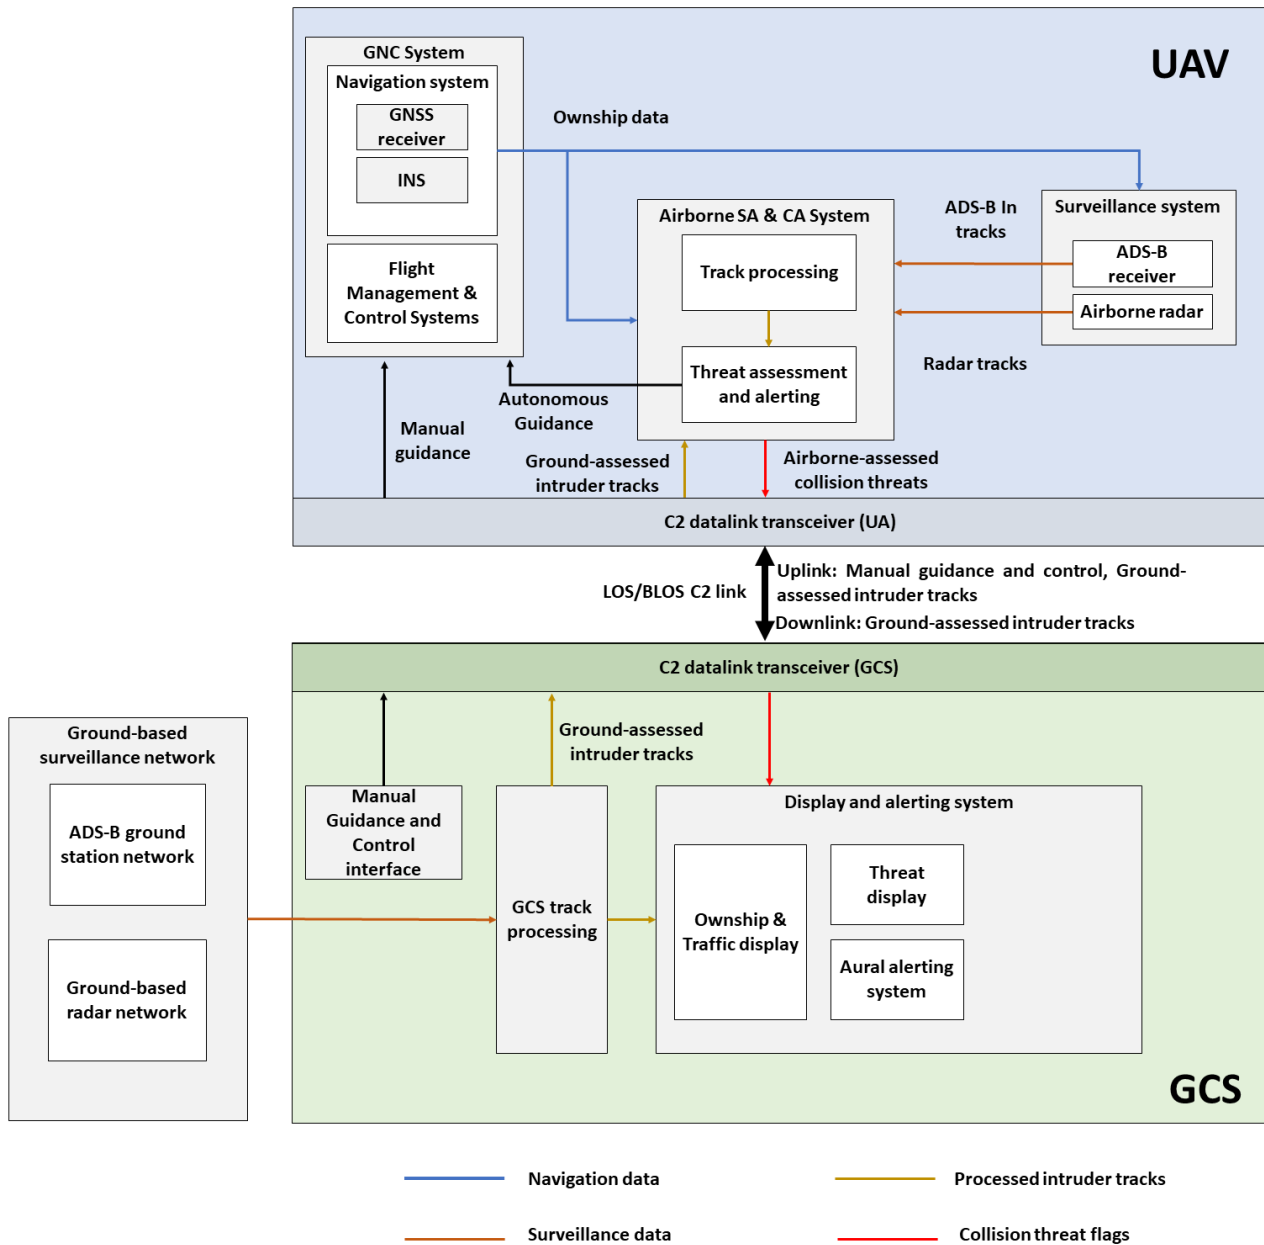 UAV
GNC System
Navigation system
GNSS
receiver
INS
Flight
Management &
Control Systems
Ownship data
Airborne SA & CA System
Track processing
Threat assessment
and alerting
ADS-B In
tracks
Surveillance system
ADS-B
receiver
Airborne radar
Radar tracks
Autonomous
Guidance
Manual
guidance
Ground-assessed
intruder tracks
Airborne-assessed
collision threats
C2 datalink transceiver (UA)
LOS/BLOS C2 link
Uplink: Manual guidance and control, Ground-
assessed intruder tracks
Downlink: Ground-assessed intruder tracks
C2 datalink transceiver (GCS)
Ground-based
surveillance network
ADS-B ground
station network
Ground-based
radar network
Manual
Guidance and
Control
interface
Ground-assessed
intruder tracks
GCS track
processing
Display and alerting system
Ownship &
Traffic display
Threat
display
Aural alerting
system
GCS
Navigation data
Processed intruder tracks
Surveillance data
Collision threat flags